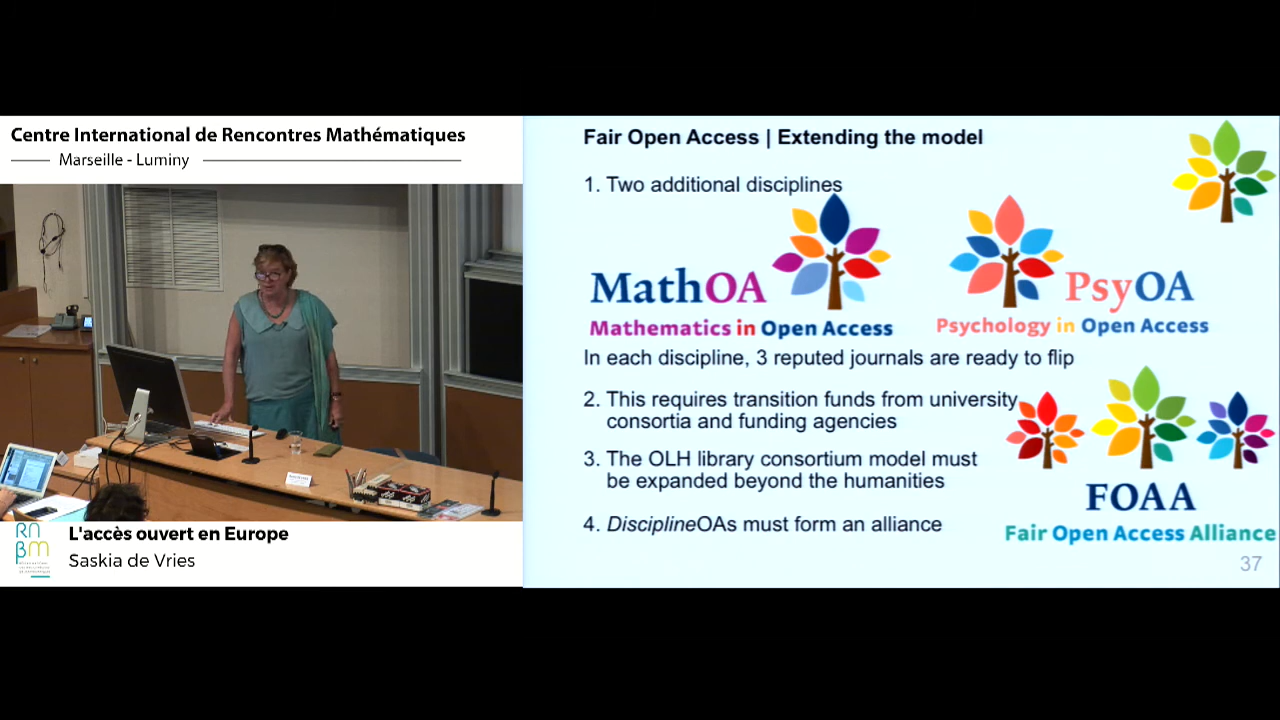 Centre International de Rencontres Mathématiques
Marseille - Luminy
L'accès ouvert en Europe
Saskia de Vries
Fair Open Access | Extending the model
1. Two additional disciplines
MathOA
Mathematics in Open Access
PsyOA
Psychology in Open Access
In each discipline, 3 reputed journals are ready to flip
2. This requires transition funds from university
consortia and funding agencies
3. The OLH library consortium model must
be expanded beyond the humanities
4. DisciplineOAs must form an alliance
FOAA
Fair Open Access Alliance
37